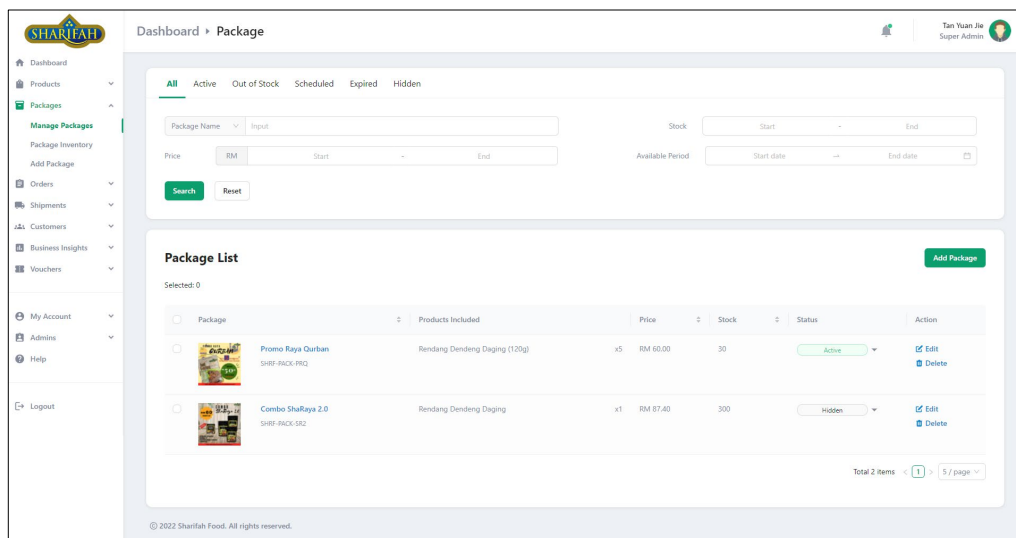 SHARIFAH
Dashboard ▸ Package
Tan Yuan Jie
Super Admin
Dashboard
Products
Packages
Manage Packages
Package Inventory
Add Package
Orders
Shipments
Customers
Business Insights
Vouchers
My Account
Admins
Help
Logout
All Active Out of Stock Scheduled Expired Hidden
Package Name Input Stock Start - End
Price RM Start - End Available Period Start date → End date
Search Reset
Package List Add Package
Selected: 0
Package Products Included Price Stock Status Action
Promo Raya Qurban Rendang Dendeng Daging (120g) x5 RM 60.00 30 Active Edit
SHRF-PACK-PRQ Delete
Combo ShaRaya 2.0 Rendang Dendeng Daging x1 RM 87.40 300 Hidden Edit
SHRF-PACK-SR2 Delete
Total 2 items < 1 > 5 / page
© 2022 Sharifah Food. All rights reserved.